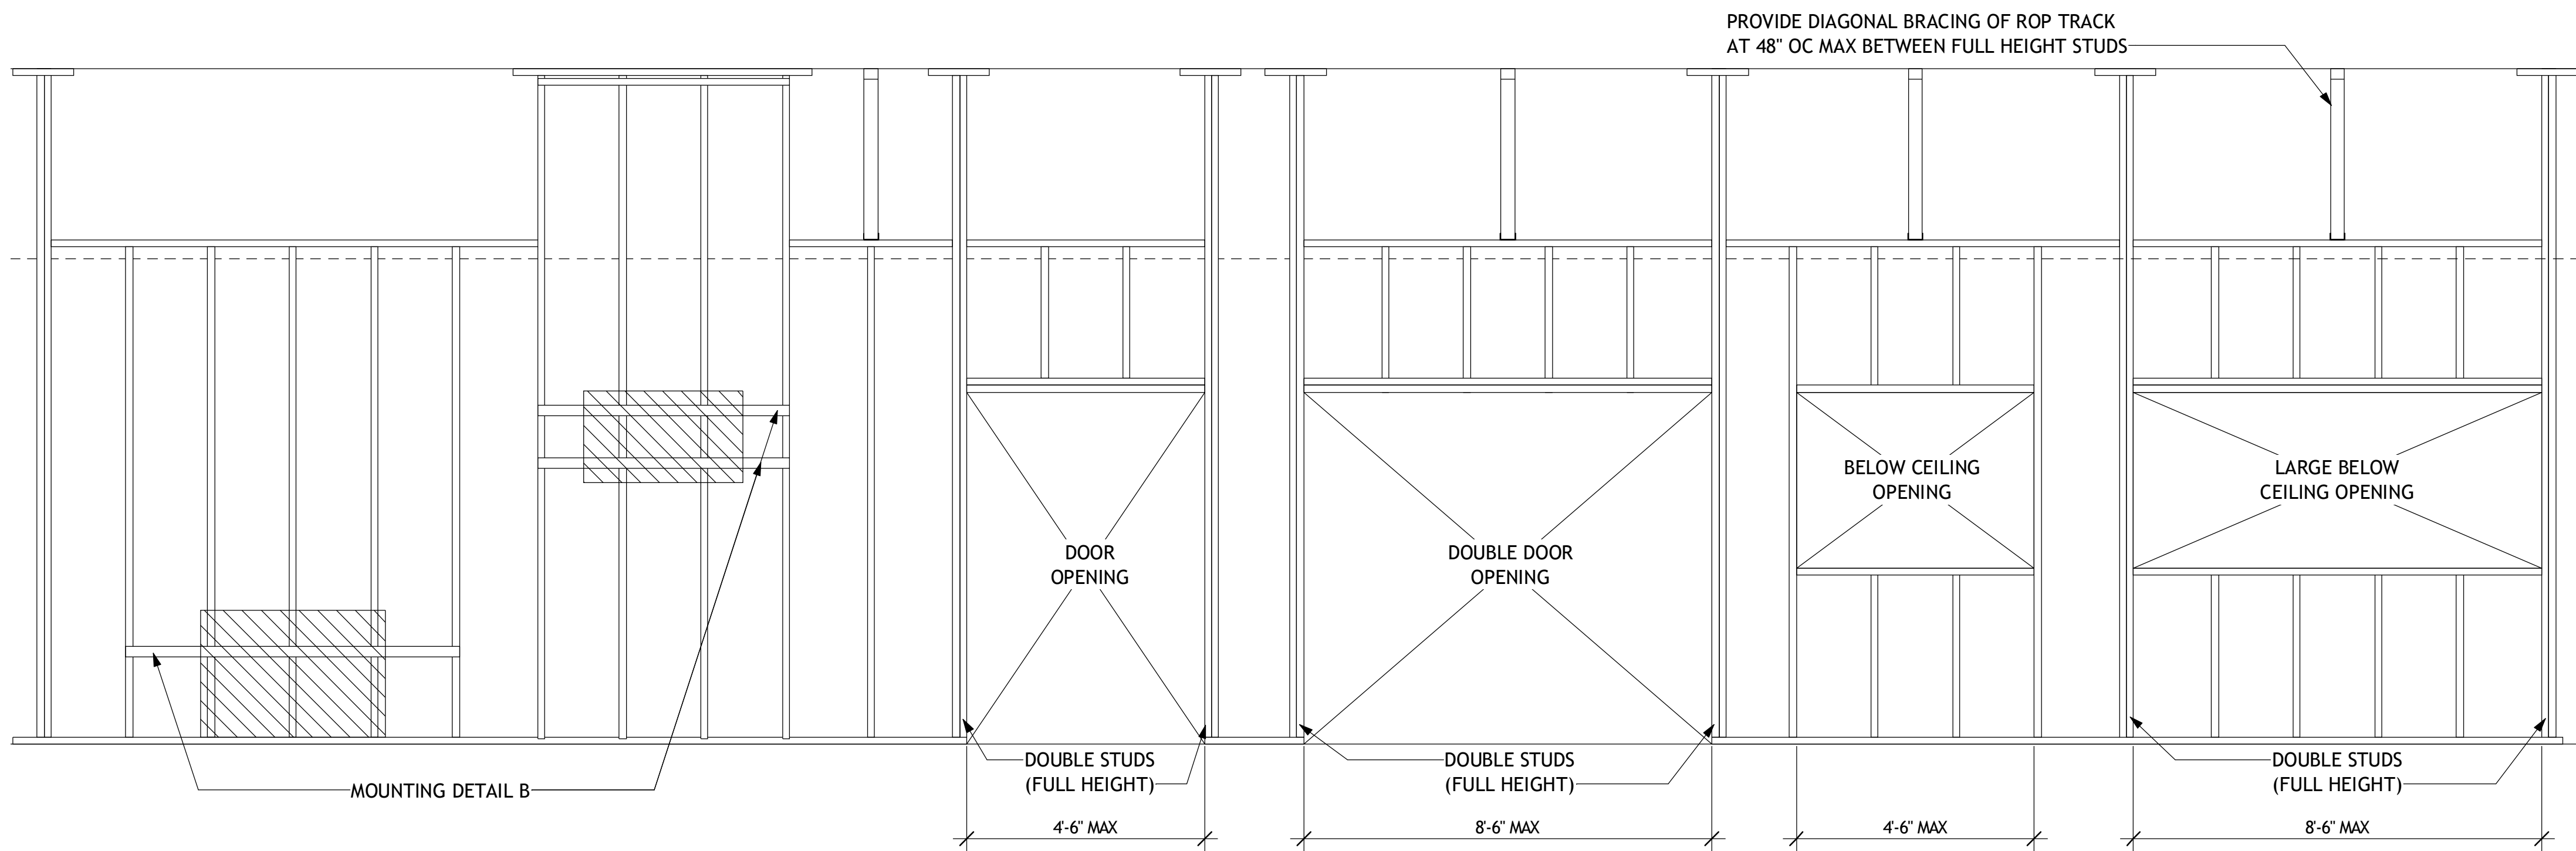 PROVIDE DIAGONAL BRACING OF ROP TRACK
AT 48" OC MAX BETWEEN FULL HEIGHT STUDS
BELOW CEILING
OPENING
LARGE BELOW
CEILING OPENING
DOOR
OPENING
DOUBLE DOOR
OPENING
MOUNTING DETAIL B
DOUBLE STUDS
(FULL HEIGHT)
DOUBLE STUDS
(FULL HEIGHT)
DOUBLE STUDS
(FULL HEIGHT)
4'-6" MAX
8'-6" MAX
4'-6" MAX
8'-6" MAX